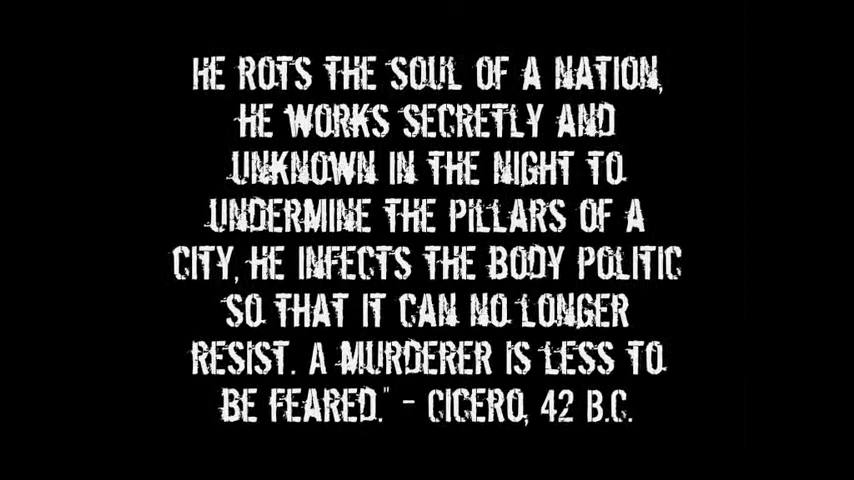 HE ROTS THE SOUL OF A NATION,
HE WORKS SECRETLY AND
UNKNOWN IN THE NIGHT TO
UNDERMINE THE PILLARS OF A
CITY, HE INFECTS THE BODY POLITIC
SO THAT IT CAN NO LONGER
RESIST. A MURDERER IS LESS TO
BE FEARED." - CICERO, 42 B.C.